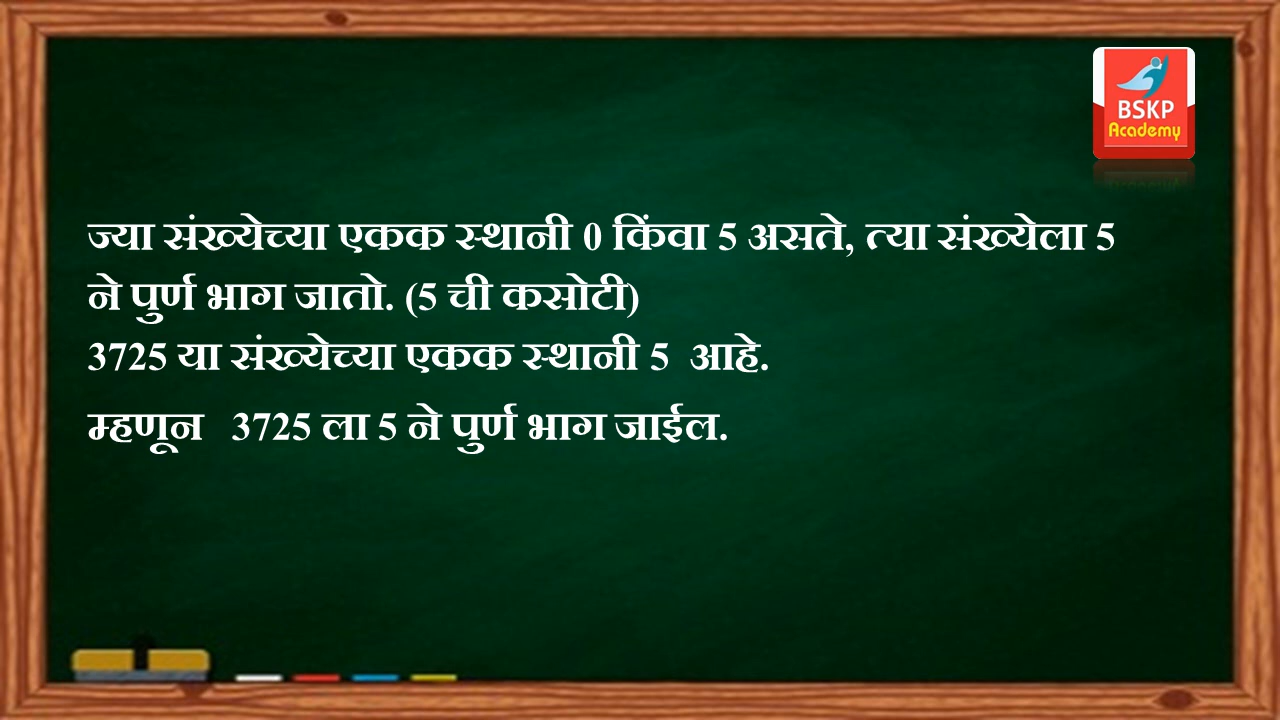 BSKP
Academy
ज्या संख्येच्या एकक स्थानी 0 किंवा 5 असते, त्या संख्येला 5
ने पुर्ण भाग जातो. (5 ची कसोटी)
3725 या संख्येच्या एकक स्थानी 5 आहे.
म्हणून 3725 ला 5 ने पुर्ण भाग जाईल.